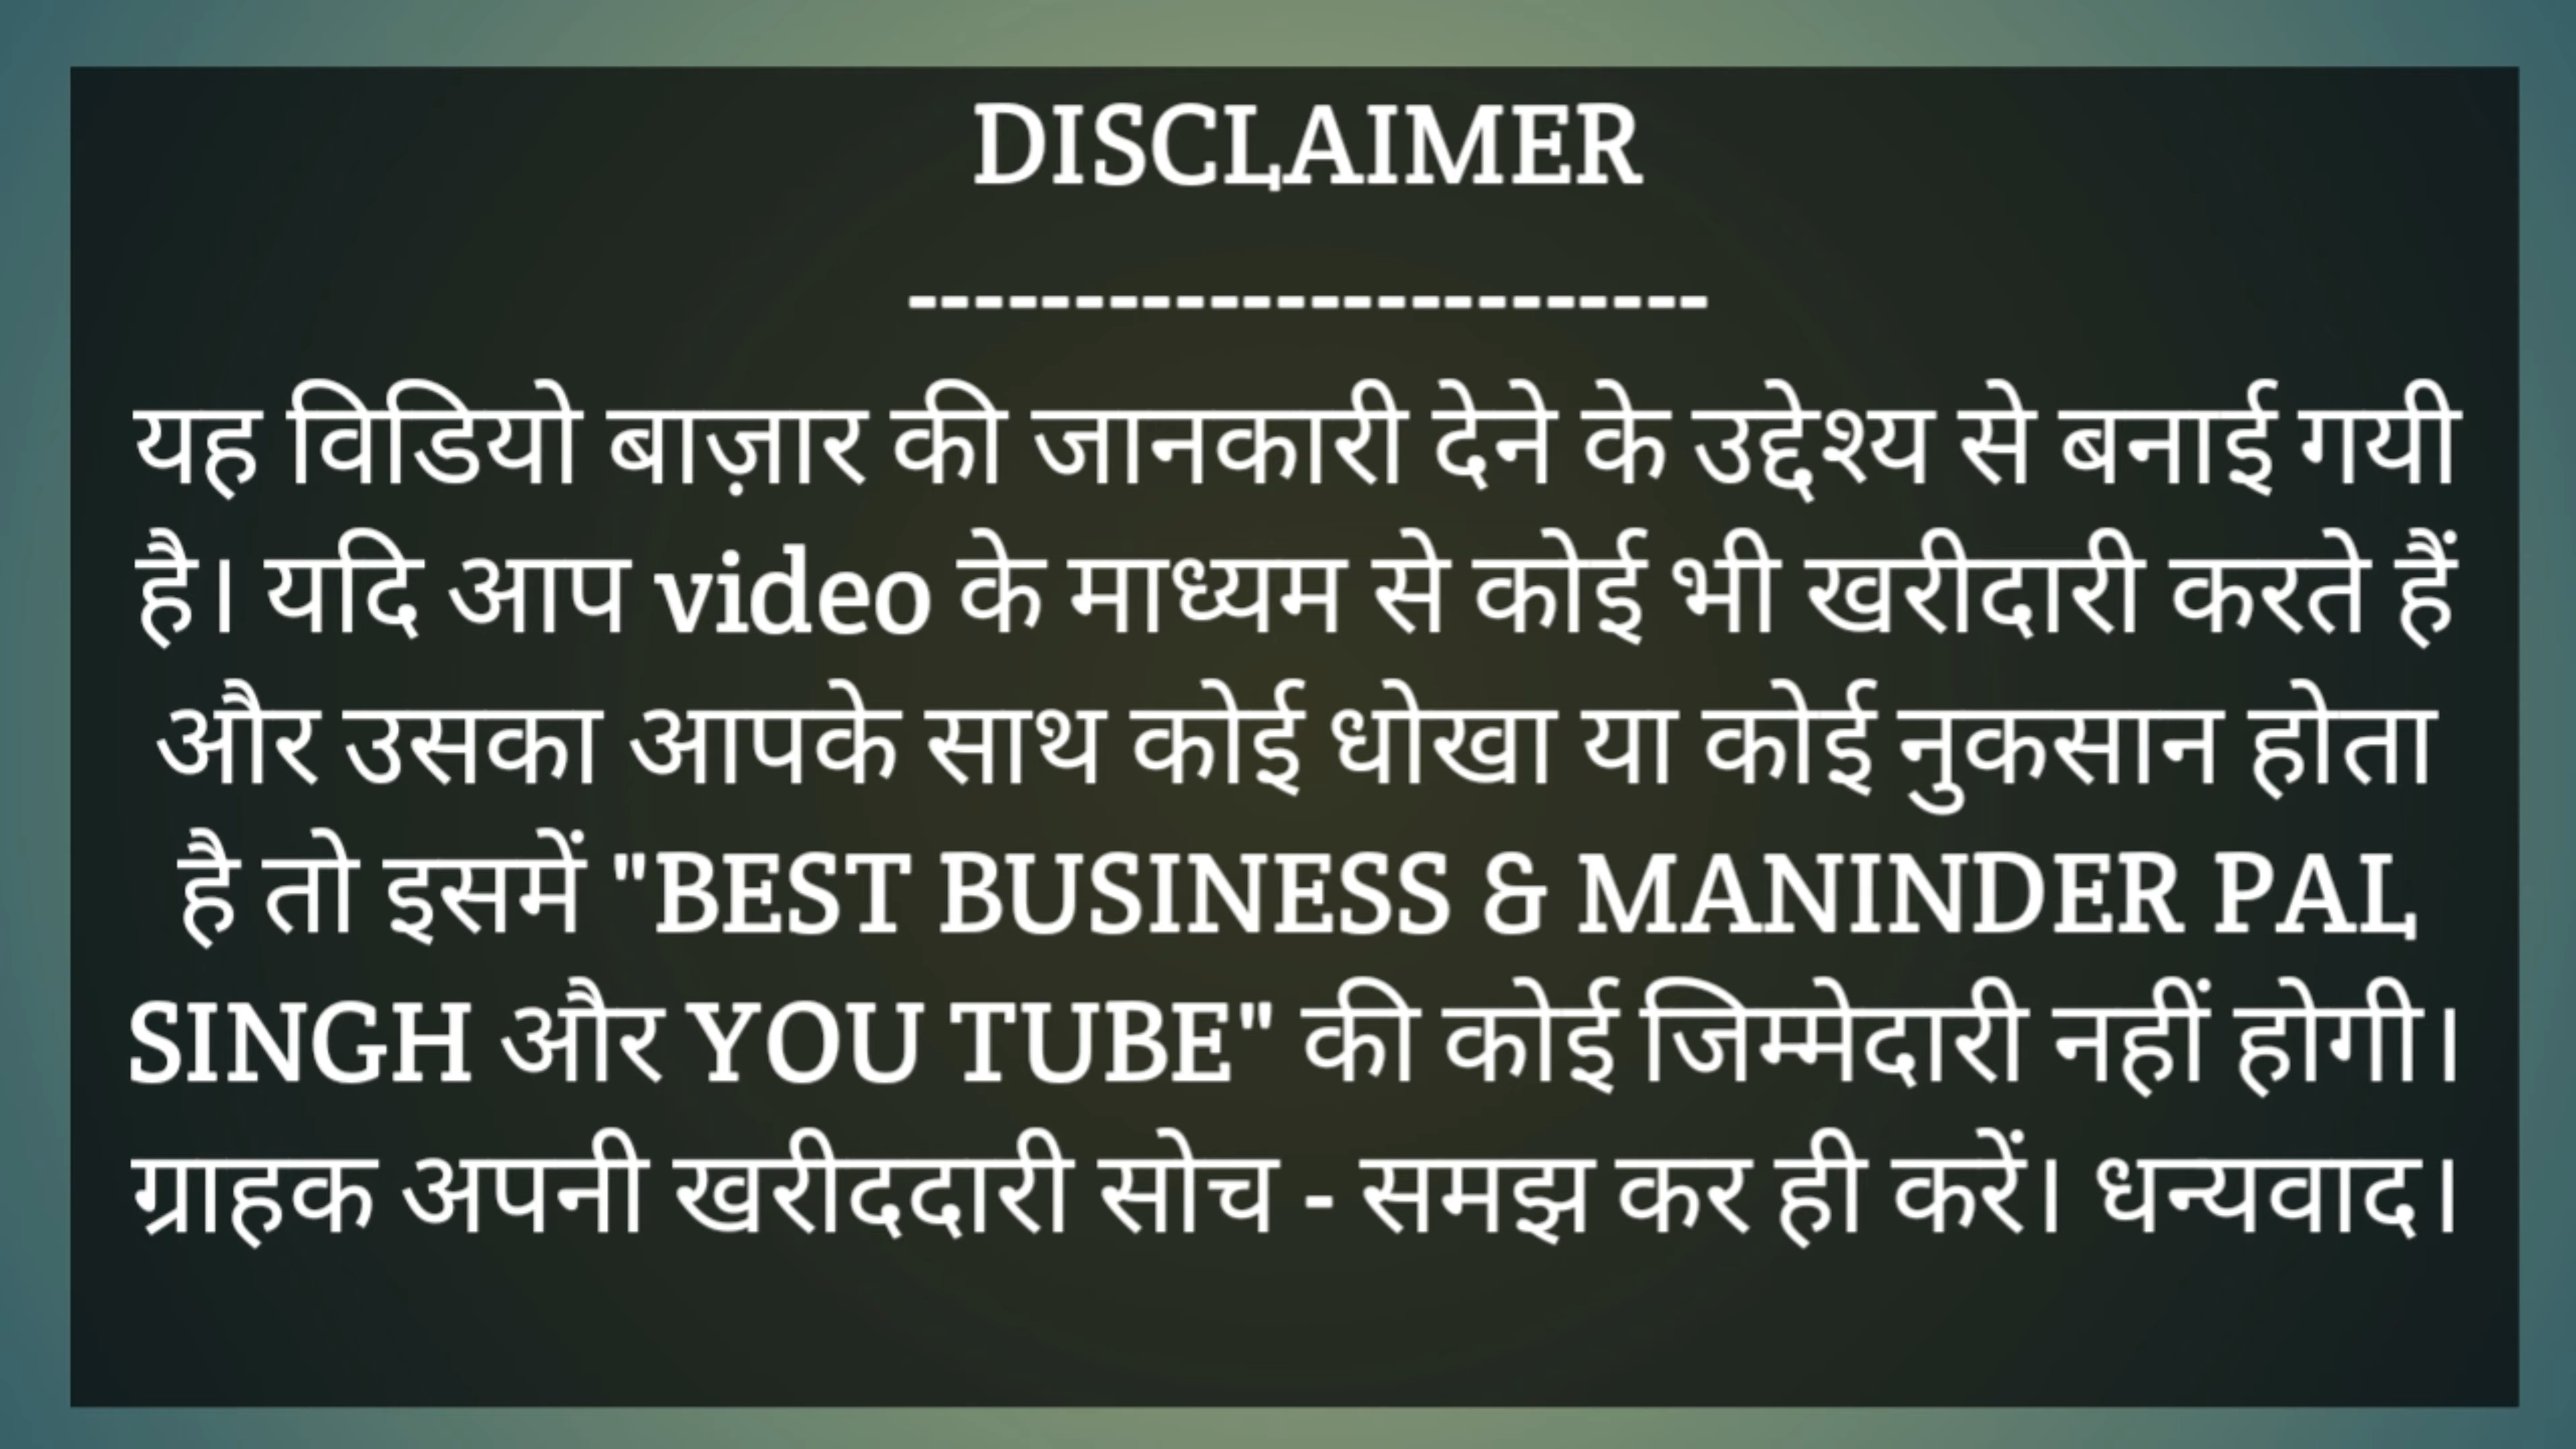 DISCLAIMER
-------------------------
यह विडियो बाज़ार की जानकारी देने के उद्देश्य से बनाई गयी
है। यदि आप video के माध्यम से कोई भी खरीदारी करते हैं
और उसका आपके साथ कोई धोखा या कोई नुकसान होता
है तो इसमें "BEST BUSINESS & MANINDER PAL
SINGH और YOU TUBE" की कोई जिम्मेदारी नहीं होगी।
ग्राहक अपनी खरीददारी सोच - समझ कर ही करें। धन्यवाद।